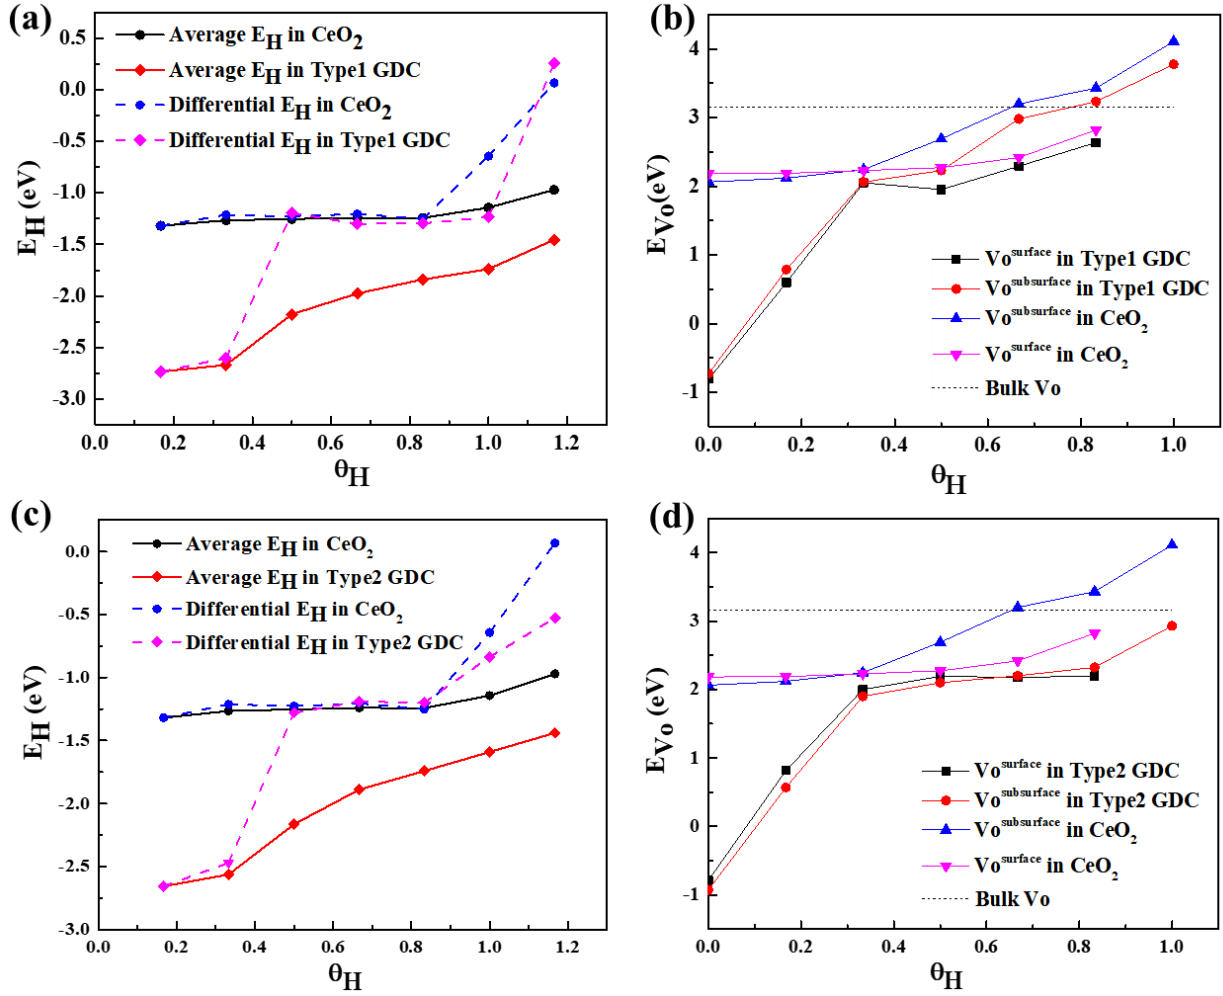 (a)
Average E_H in CeO₂
Average E_H in Type1 GDC
Differential E_H in CeO₂
Differential E_H in Type1 GDC
0.5
0.0
-0.5
-1.0
-1.5
-2.0
-2.5
-3.0
E_H (eV)
0.0 0.2 0.4 0.6 0.8 1.0 1.2
θ_H
(b)
4
3
2
1
0
-1
E_Vo (eV)
Vo^surface in Type1 GDC
Vo^subsurface in Type1 GDC
Vo^subsurface in CeO₂
Vo^surface in CeO₂
Bulk Vo
0.0 0.2 0.4 0.6 0.8 1.0
θ_H
(c)
Average E_H in CeO₂
Average E_H in Type2 GDC
Differential E_H in CeO₂
Differential E_H in Type2 GDC
0.0
-0.5
-1.0
-1.5
-2.0
-2.5
-3.0
E_H (eV)
0.0 0.2 0.4 0.6 0.8 1.0 1.2
θ_H
(d)
4
3
2
1
0
-1
E_Vo (eV)
Vo^surface in Type2 GDC
Vo^subsurface in Type2 GDC
Vo^subsurface in CeO₂
Vo^surface in CeO₂
Bulk Vo
0.0 0.2 0.4 0.6 0.8 1.0
θ_H